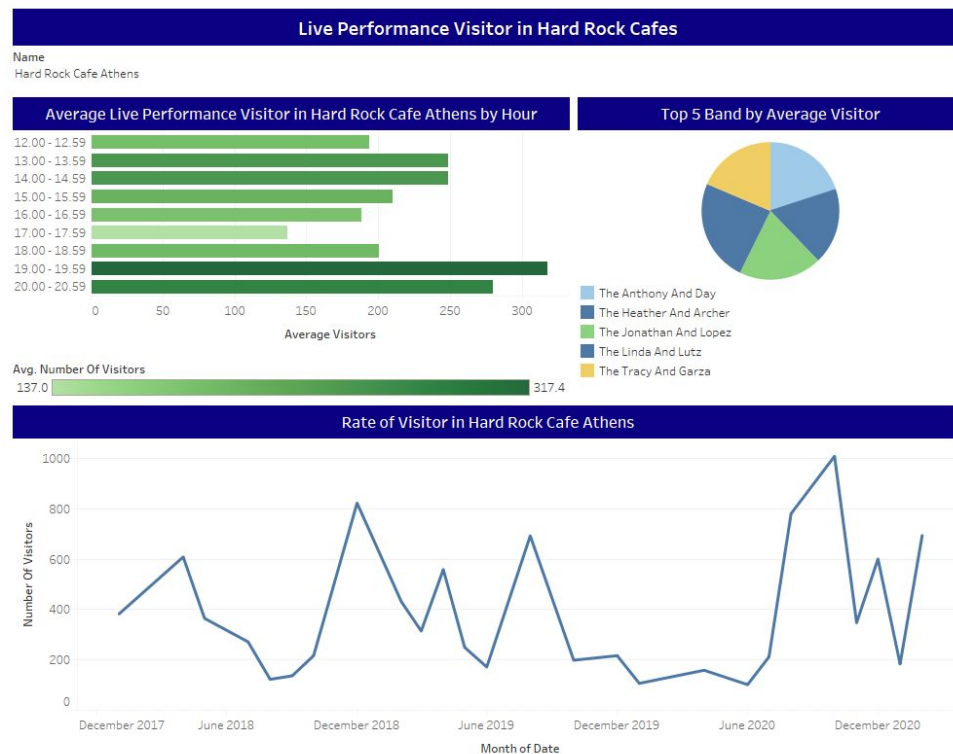 Live Performance Visitor in Hard Rock Cafes
Name
Hard Rock Cafe Athens
Average Live Performance Visitor in Hard Rock Cafe Athens by Hour
12.00 - 12.59
13.00 - 13.59
14.00 - 14.59
15.00 - 15.59
16.00 - 16.59
17.00 - 17.59
18.00 - 18.59
19.00 - 19.59
20.00 - 20.59
0 50 100 150 200 250 300
Average Visitors
Avg. Number Of Visitors
137.0 317.4
Top 5 Band by Average Visitor
The Anthony And Day
The Heather And Archer
The Jonathan And Lopez
The Linda And Lutz
The Tracy And Garza
Rate of Visitor in Hard Rock Cafe Athens
Number Of Visitors
1000
800
600
400
200
0
December 2017 June 2018 December 2018 June 2019 December 2019 June 2020 December 2020
Month of Date